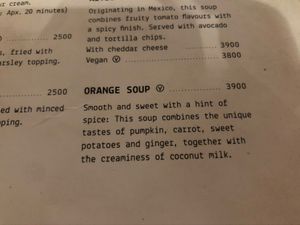 ur cream.
; Apx. 20 minutes)
2500
s, fried with
arsley topping.
2500
ed with minced
pping.
Originating in Mexico, this soup
combines fruity tomato flavours with
a spicy finish. Served with avocado
and tortilla chips.
With cheddar cheese ........ 3900
Vegan Ⓥ ........ 3800
ORANGE SOUP Ⓥ ........ 3900
Smooth and sweet with a hint of
spice: This soup combines the unique
tastes of pumpkin, carrot, sweet
potatoes and ginger, together with
the creaminess of coconut milk.